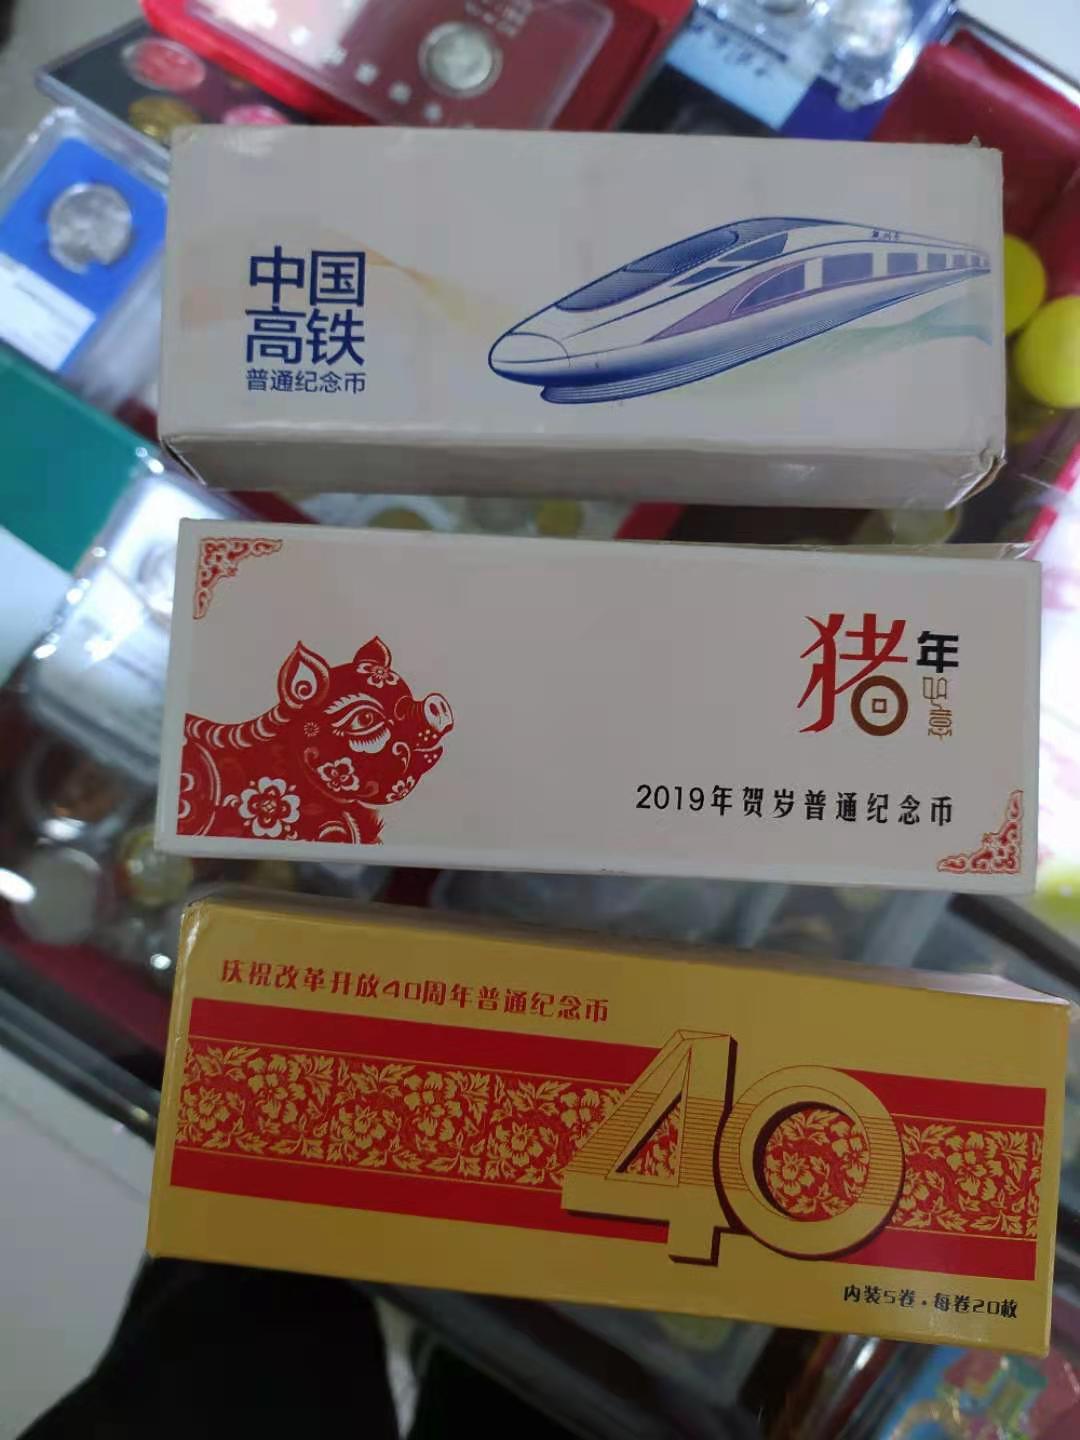 中国
高铁
普通纪念币
猪年
2019年贺岁普通纪念币
庆祝改革开放40周年普通纪念币
40
内装5卷·每卷20枚